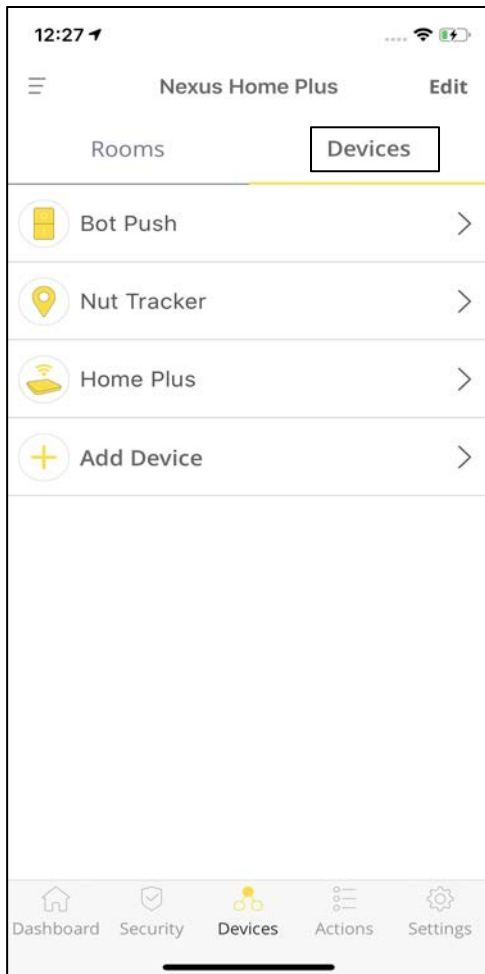 12:27
Nexus Home Plus Edit
Rooms Devices
Bot Push
Nut Tracker
Home Plus
Add Device
Dashboard Security Devices Actions Settings